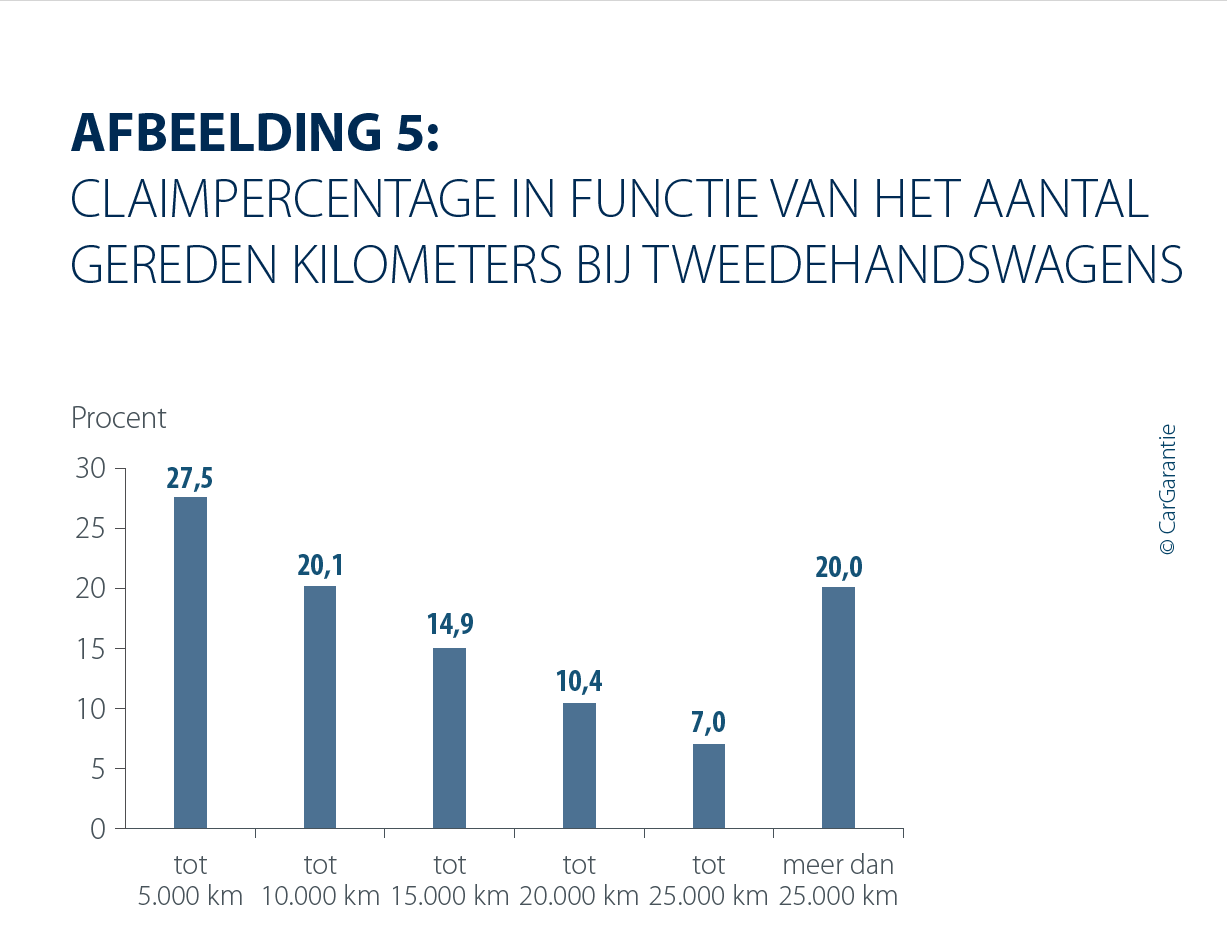 AFBEELDING 5:
CLAIMPERCENTAGE IN FUNCTIE VAN HET AANTAL
GEREDEN KILOMETERS BIJ TWEEDEHANDSWAGENS
Procent
30
25
20
15
10
5
0
27,5
20,1
14,9
10,4
7,0
20,0
tot
5.000 km
tot
10.000 km
tot
15.000 km
tot
20.000 km
tot
25.000 km
meer dan
25.000 km
© CarGarantie